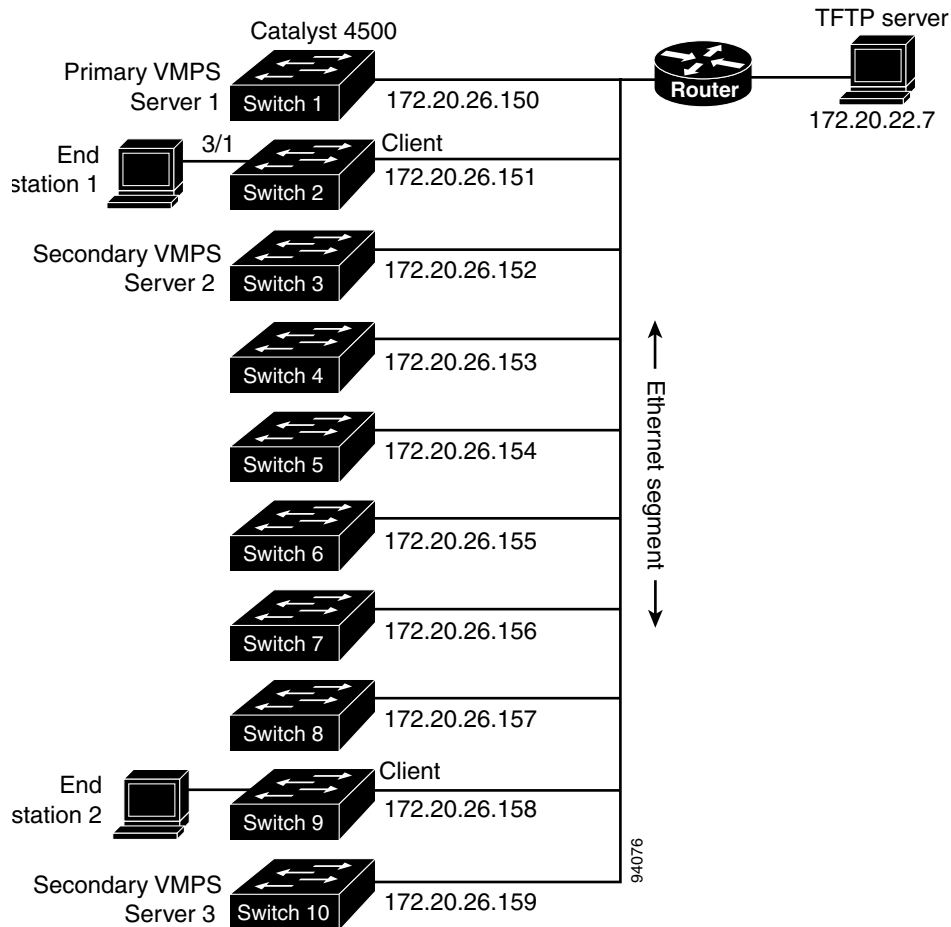 TFTP server
Catalyst 4500
Primary VMPS
Server 1
Switch 1
172.20.26.150
Router
172.20.22.7
End
station 1
3/1
Client
Switch 2
172.20.26.151
Secondary VMPS
Server 2
Switch 3
172.20.26.152
Switch 4
172.20.26.153
Ethernet segment
Switch 5
172.20.26.154
Switch 6
172.20.26.155
Switch 7
172.20.26.156
Switch 8
172.20.26.157
End
station 2
Client
Switch 9
172.20.26.158
Secondary VMPS
Server 3
Switch 10
172.20.26.159
94076